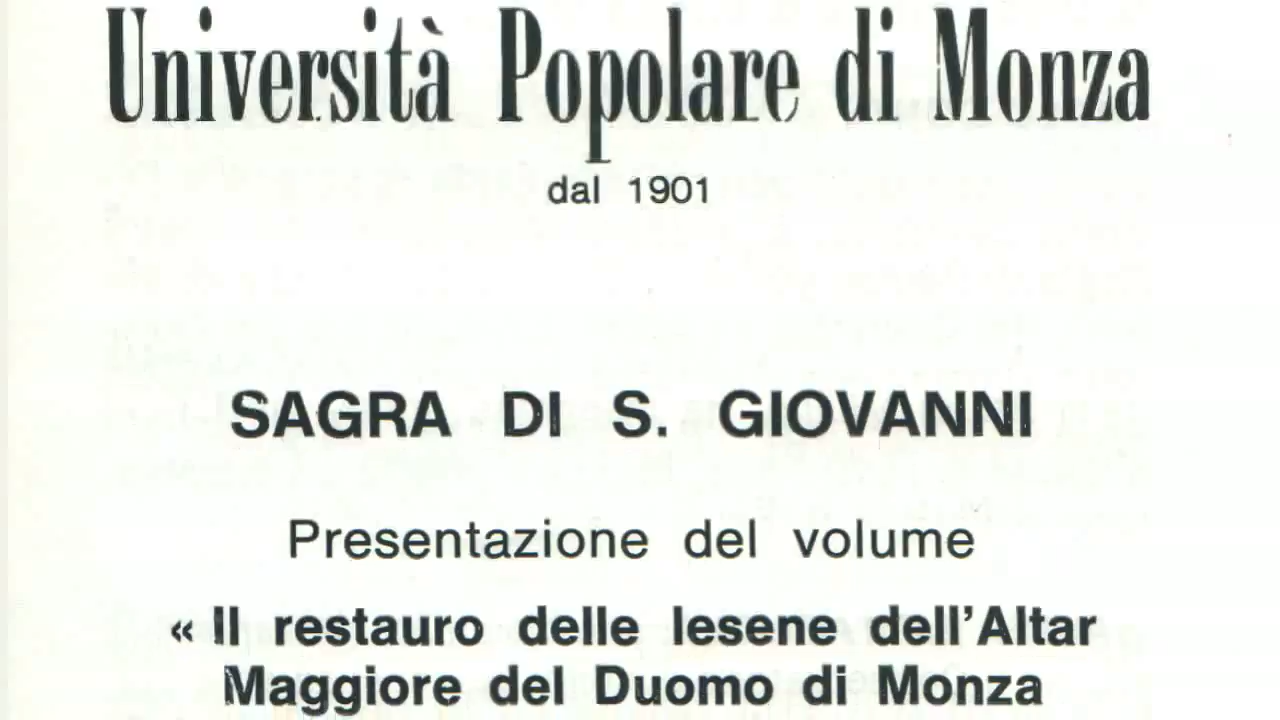 Università Popolare di Monza
dal 1901
SAGRA DI S. GIOVANNI
Presentazione del volume
« Il restauro delle lesene dell'Altar
Maggiore del Duomo di Monza